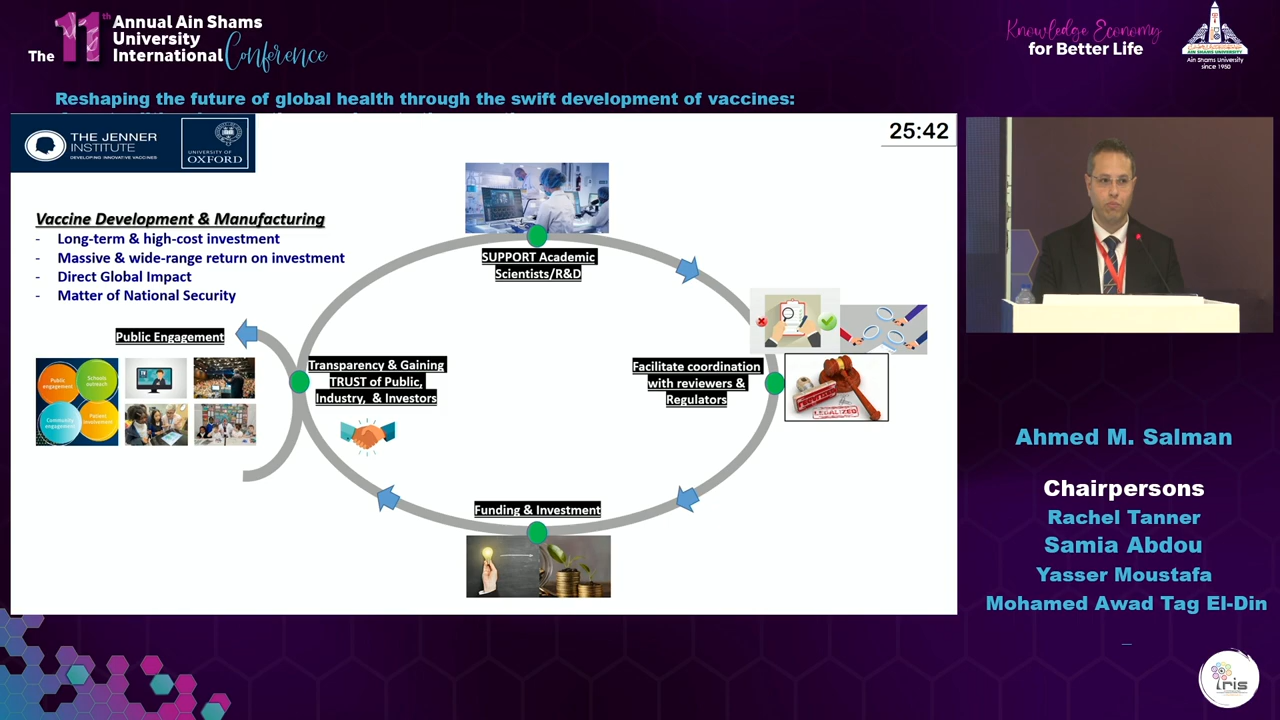 The 11th Annual Ain Shams
University
International Conference
Knowledge Economy
for Better Life
AIN SHAMS UNIVERSITY
Ain Shams University
since 1950
Reshaping the future of global health through the swift development of vaccines:
THE JENNER
INSTITUTE
DEVELOPING INNOVATIVE VACCINES
UNIVERSITY OF
OXFORD
25:42
Vaccine Development & Manufacturing
- Long-term & high-cost investment
- Massive & wide-range return on investment
- Direct Global Impact
- Matter of National Security
SUPPORT Academic
Scientists/R&D
Facilitate coordination
with reviewers &
Regulators
LEGALIZED
Funding & Investment
Transparency & Gaining
TRUST of Public,
Industry, & Investors
Public Engagement
Public
engagement
Schools
outreach
Community
engagement
Patient
involvement
Ahmed M. Salman
Chairpersons
Rachel Tanner
Samia Abdou
Yasser Moustafa
Mohamed Awad Tag El-Din
iris